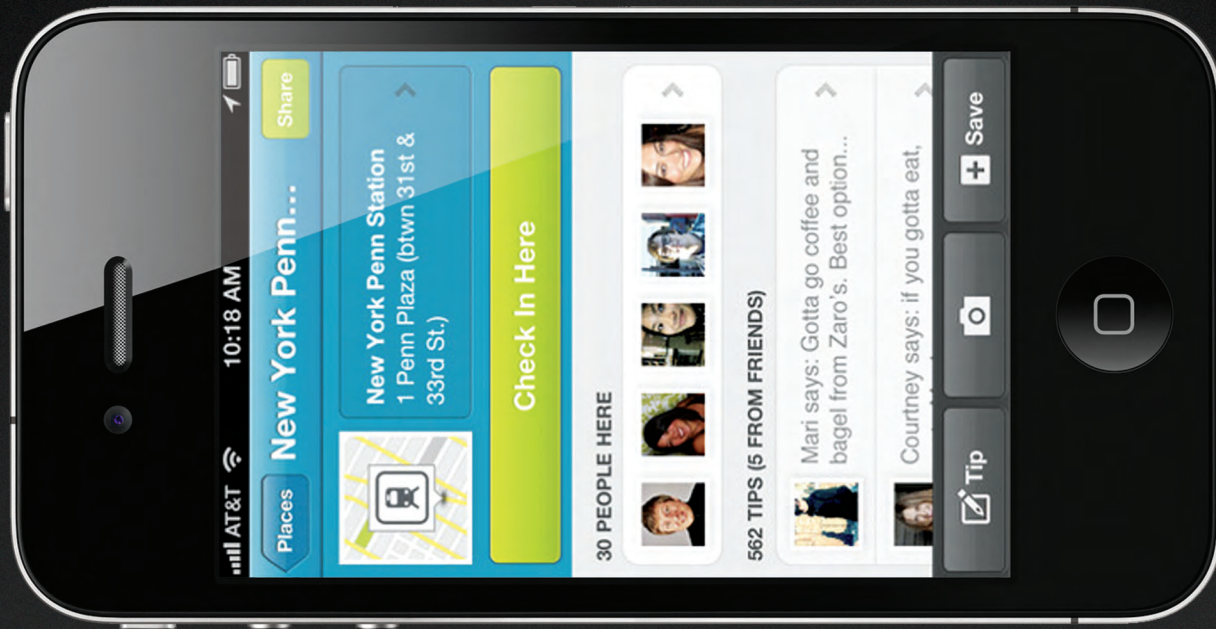 AT&T 10:18 AM
Places New York Penn... Share
New York Penn Station
1 Penn Plaza (btwn 31st &
33rd St.)
Check In Here
30 PEOPLE HERE
562 TIPS (5 FROM FRIENDS)
Mari says: Gotta go coffee and
bagel from Zaro's. Best option...
Courtney says: if you gotta eat,
Tip Save